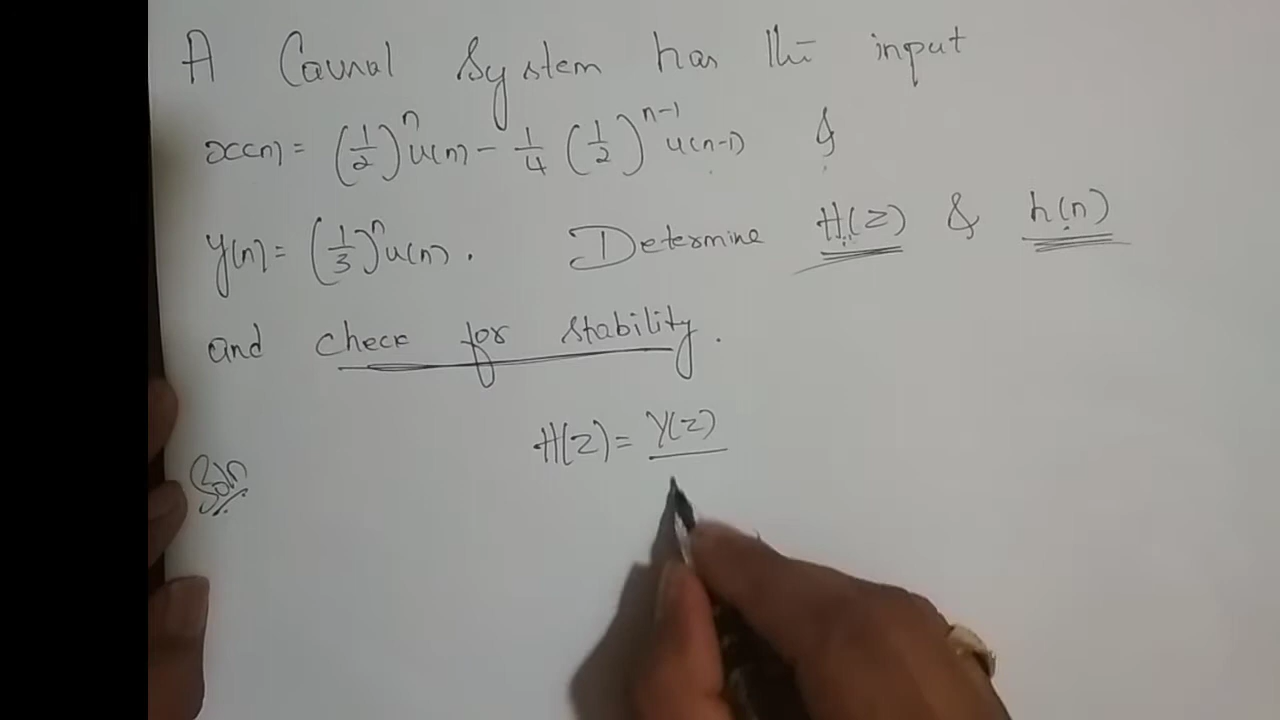 A Causal System has the input
x(n) = (1/2)^n u(n) - 1/4 (1/2)^{n-1} u(n-1) &
y(n) = (1/3)^n u(n). Determine H(z) & h(n)
and check for stability.
H(z) = Y(z)
Soln